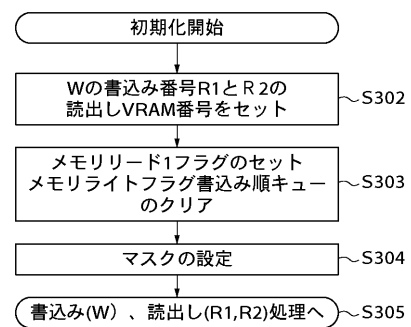 初期化開始
Wの書込み番号R1とＲ2の
読出しVRAM番号をセット
S302
メモリリード1フラグのセット
メモリライトフラグ書込み順キュー
のクリア
S303
マスクの設定
S304
書込み(W)、読出し(R1,R2)処理へ
S305